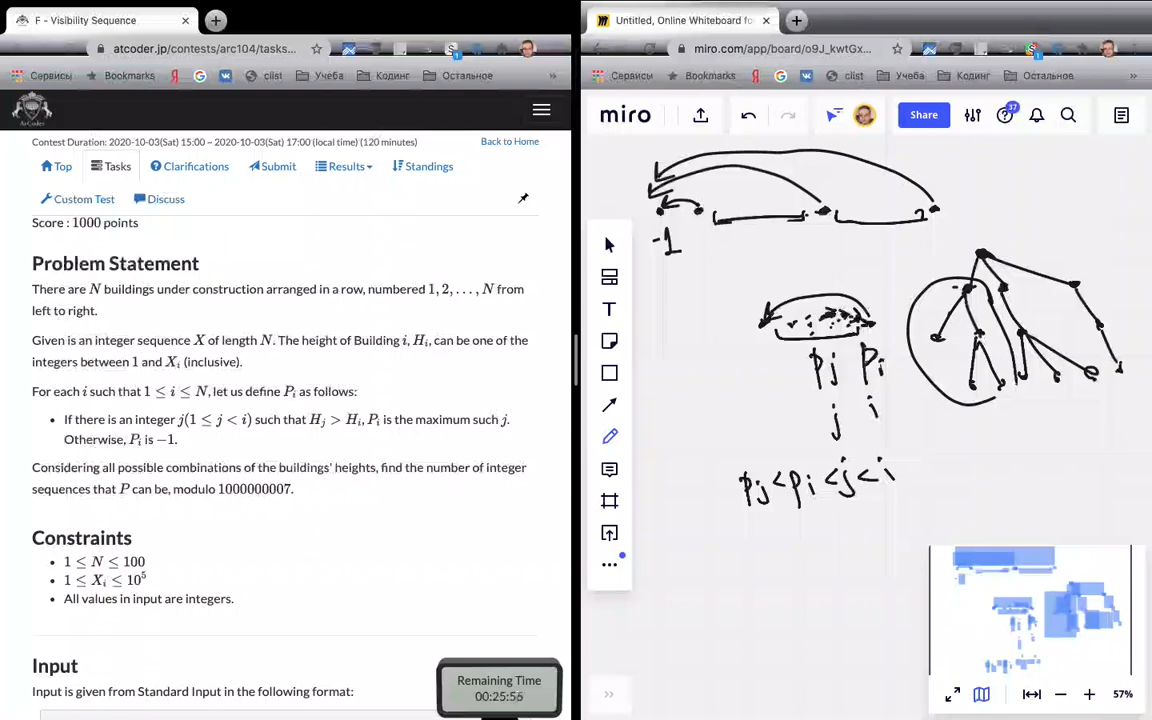 F - Visibility Sequence
Untitled, Online Whiteboard fo
atcoder.jp/contests/arc104/tasks...
miro.com/app/board/o9J_kwtGx...
Сервисы Bookmarks clist Учеба Кодинг Остальное »
Сервисы Bookmarks clist Учеба Кодинг Остальное »
AtCoder
miro
Share
37
Contest Duration: 2020-10-03(Sat) 15:00 ~ 2020-10-03(Sat) 17:00 (local time) (120 minutes)
Back to Home
Top Tasks Clarifications Submit Results Standings
Custom Test Discuss
Score : 1000 points
Problem Statement
There are N buildings under construction arranged in a row, numbered 1, 2, . . . , N from
left to right.
Given is an integer sequence X of length N. The height of Building i, Hi, can be one of the
integers between 1 and Xi (inclusive).
For each i such that 1 ≤ i ≤ N, let us define Pi as follows:
• If there is an integer j(1 ≤ j < i) such that Hj > Hi, Pi is the maximum such j.
Otherwise, Pi is −1.
Considering all possible combinations of the buildings' heights, find the number of integer
sequences that P can be, modulo 1000000007.
Constraints
• 1 ≤ N ≤ 100
• 1 ≤ Xi ≤ 10^5
• All values in input are integers.
Input
Input is given from Standard Input in the following format:
Remaining Time
00:25:56
-1
Pj Pi
j i
Pj < Pi < j < i
T
57%